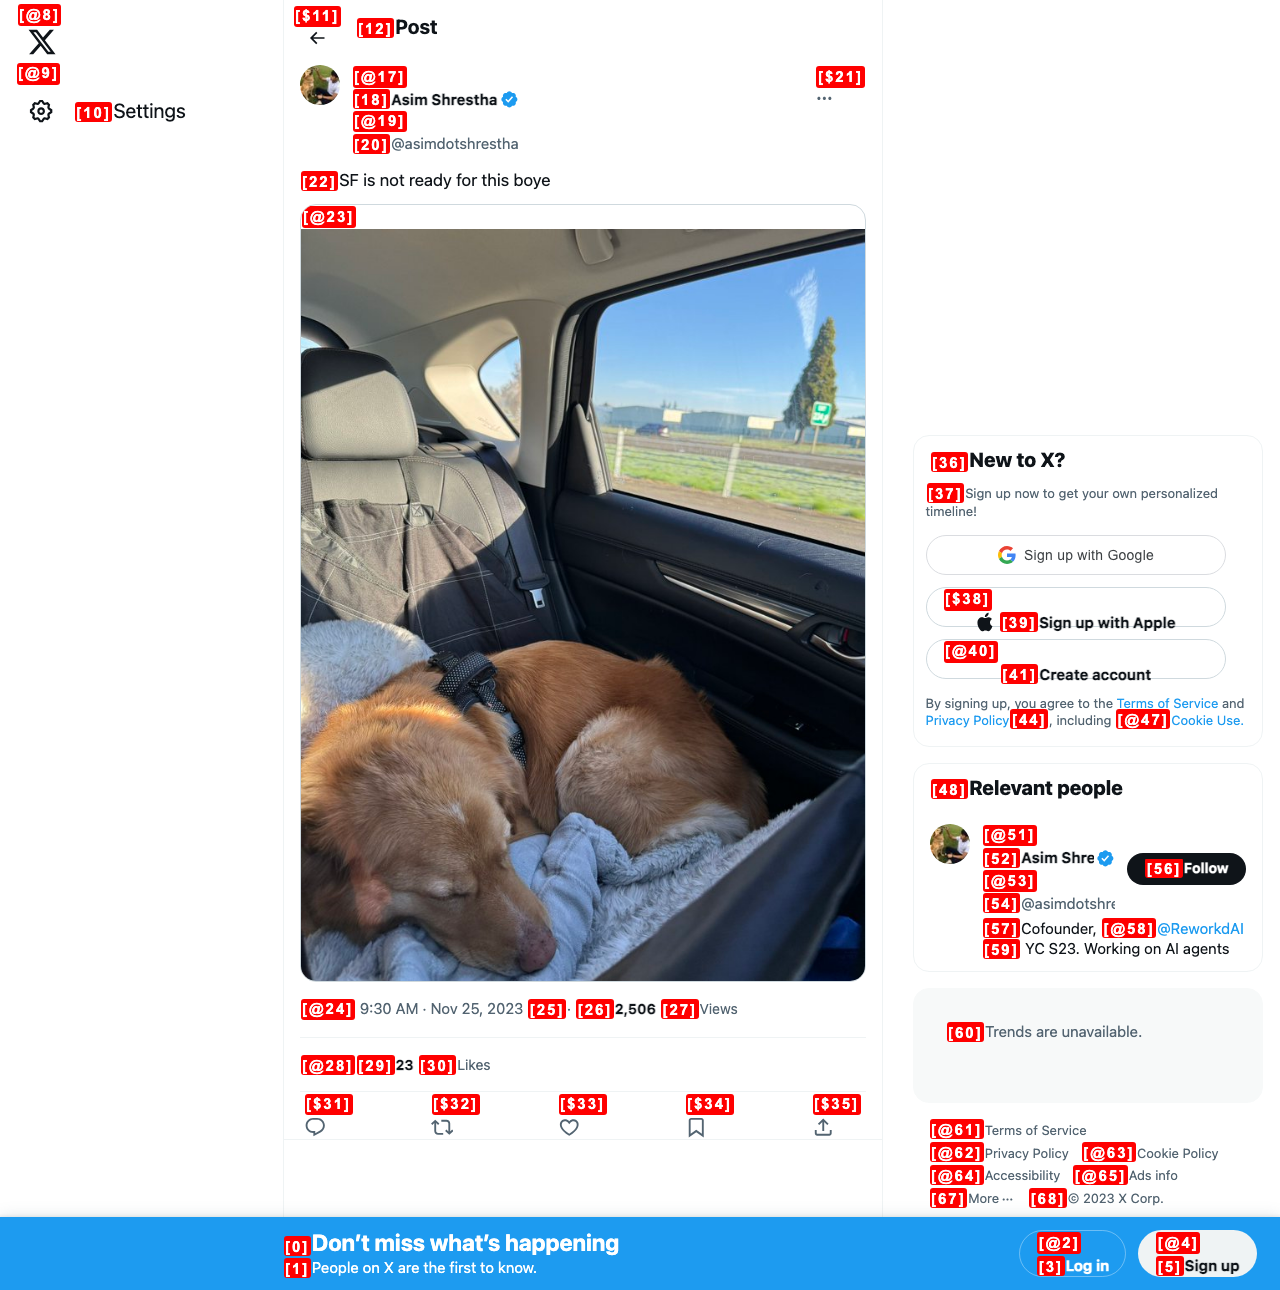 [@8]
[@9]
[10] Settings
[$11]
[12] Post
[@17]
[18] Asim Shrestha
[@19]
[20] @asimdotshrestha
[$21]
[22] SF is not ready for this boye
[@23]
[@24] 9:30 AM · Nov 25, 2023 [25] · [26] 2,506 [27] Views
[@28] [29] 23 [30] Likes
[$31] [$32] [$33] [$34] [$35]
[36] New to X?
[37] Sign up now to get your own personalized
timeline!
Sign up with Google
[$38]
[39] Sign up with Apple
[@40]
[41] Create account
By signing up, you agree to the Terms of Service and
Privacy Policy [44] , including [@47] Cookie Use.
[48] Relevant people
[@51]
[52] Asim Shre
[@53]
[54] @asimdotshre
[56] Follow
[57] Cofounder, [@58] @ReworkdAI
[59] YC S23. Working on AI agents
[60] Trends are unavailable.
[@61] Terms of Service
[@62] Privacy Policy [@63] Cookie Policy
[@64] Accessibility [@65] Ads info
[67] More ··· [68] © 2023 X Corp.
[0] Don’t miss what’s happening
[1] People on X are the first to know.
[@2]
[3] Log in
[@4]
[5] Sign up